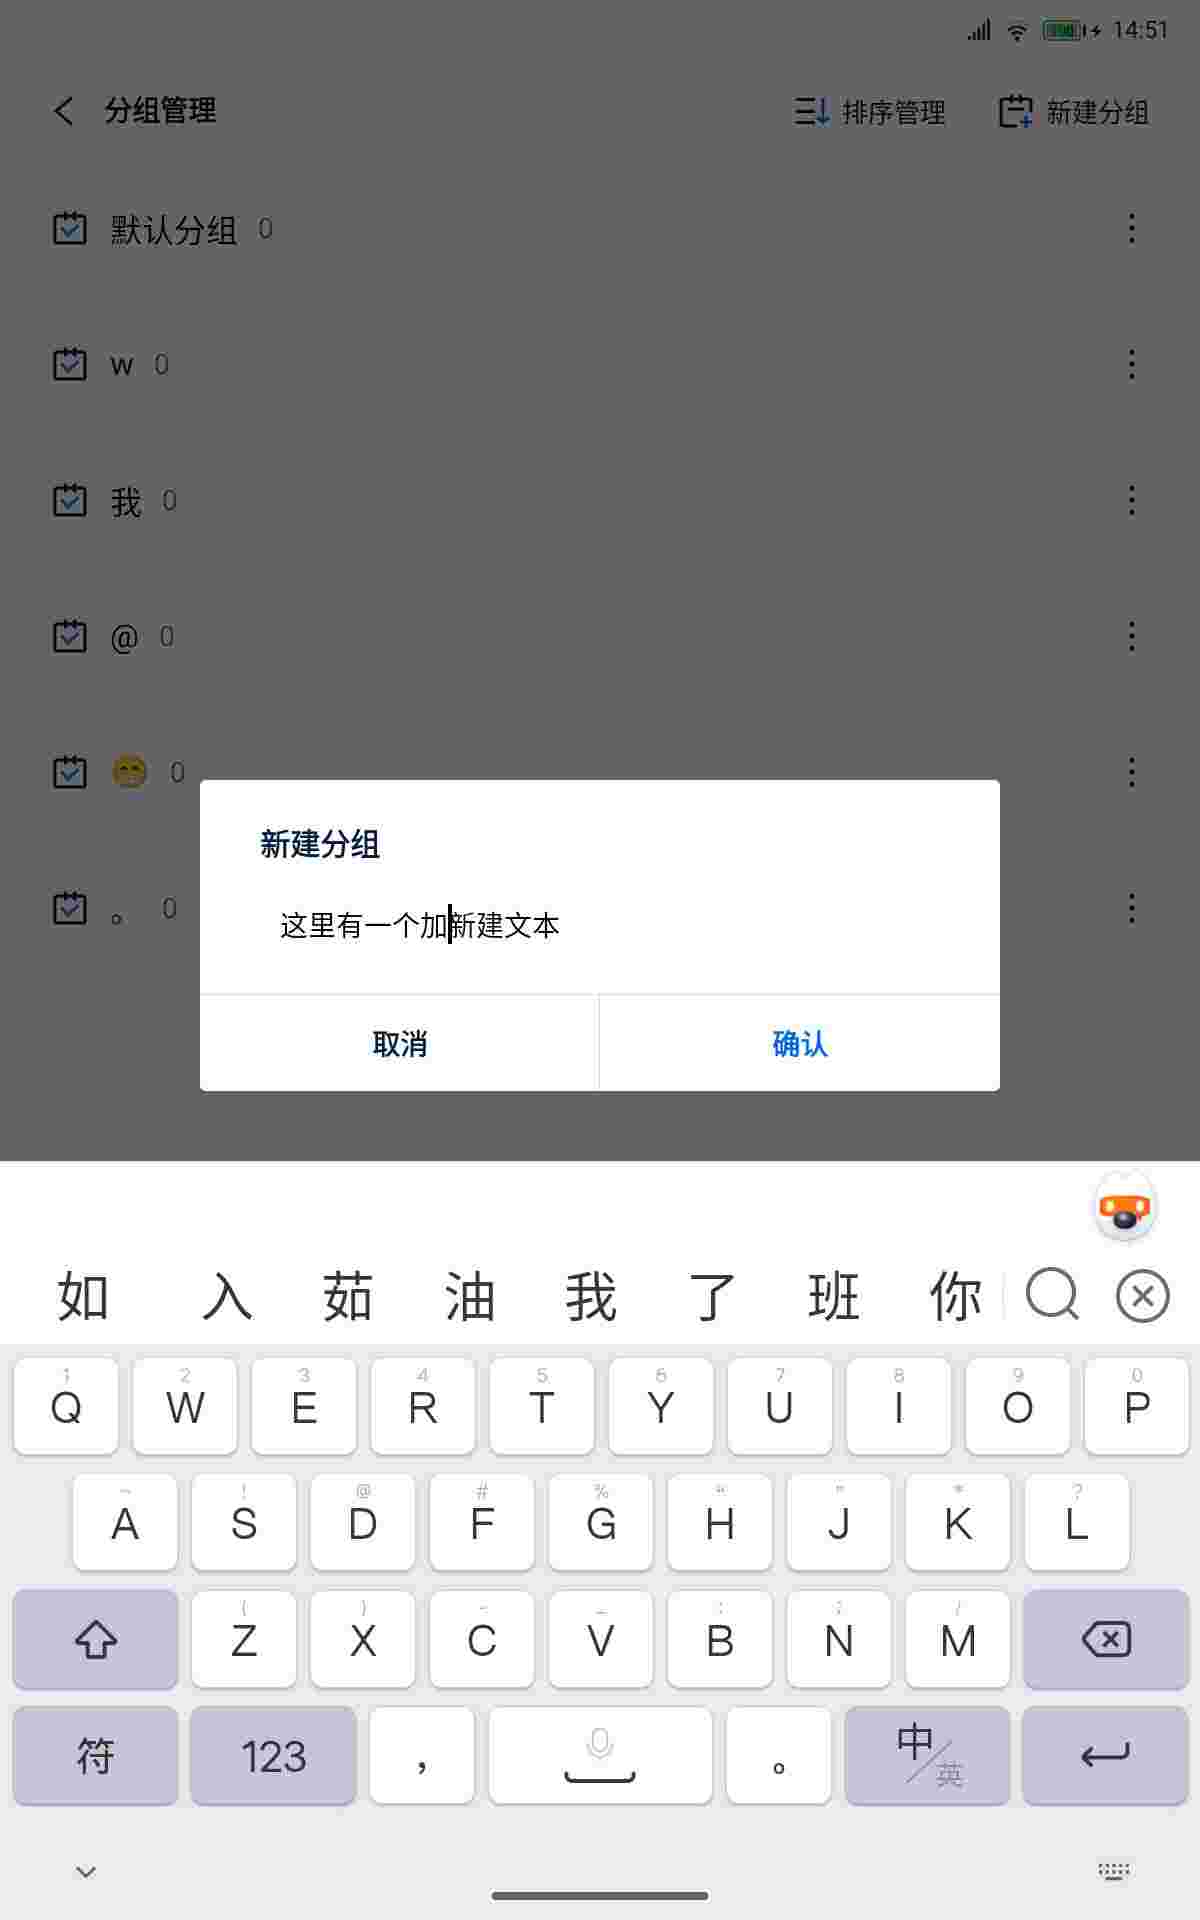 14:51
分组管理 排序管理 新建分组
默认分组 0
w 0
我 0
@ 0
😁 0
。 0
新建分组
这里有一个加新建文本
取消 确认
如 入 茹 油 我 了 班 你
1 2 3 4 5 6 7 8 9 0
Q W E R T Y U I O P
~ ! @ # % “ ” * ?
A S D F G H J K L
( ) - _ : ; /
Z X C V B N M
符 123 , 。 中/英